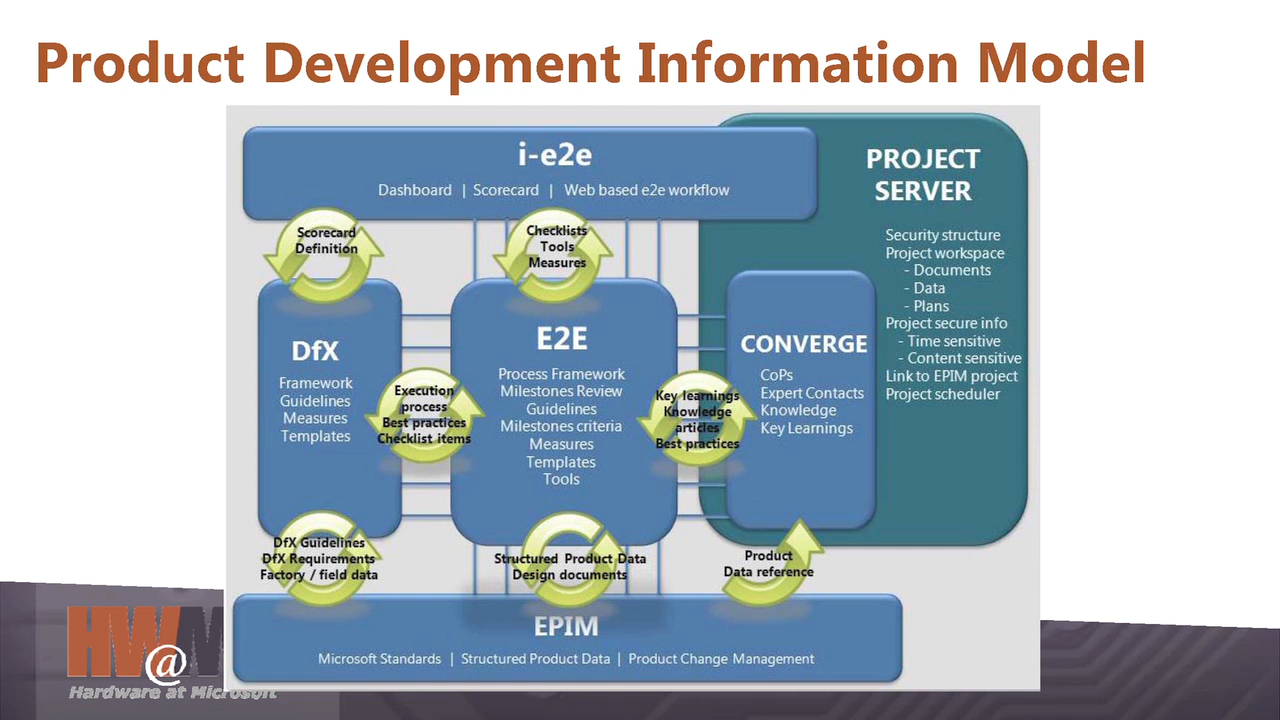 Product Development Information Model
i-e2e
Dashboard | Scorecard | Web based e2e workflow
PROJECT
SERVER
Security structure
Project workspace
- Documents
- Data
- Plans
Project secure info
- Time sensitive
- Content sensitive
Link to EPIM project
Project scheduler
Scorecard
Definition
Checklists
Tools
Measures
DfX
Framework
Guidelines
Measures
Templates
Execution
process
Best practices
Checklist items
E2E
Process Framework
Milestones Review
Guidelines
Milestones criteria
Measures
Templates
Tools
Key learnings
Knowledge
articles
Best practices
CONVERGE
CoPs
Expert Contacts
Knowledge
Key Learnings
DfX Guidelines
DfX Requirements
Factory / field data
Structured Product Data
Design documents
Product
Data reference
EPIM
Microsoft Standards | Structured Product Data | Product Change Management
HW@M
Hardware at Microsoft